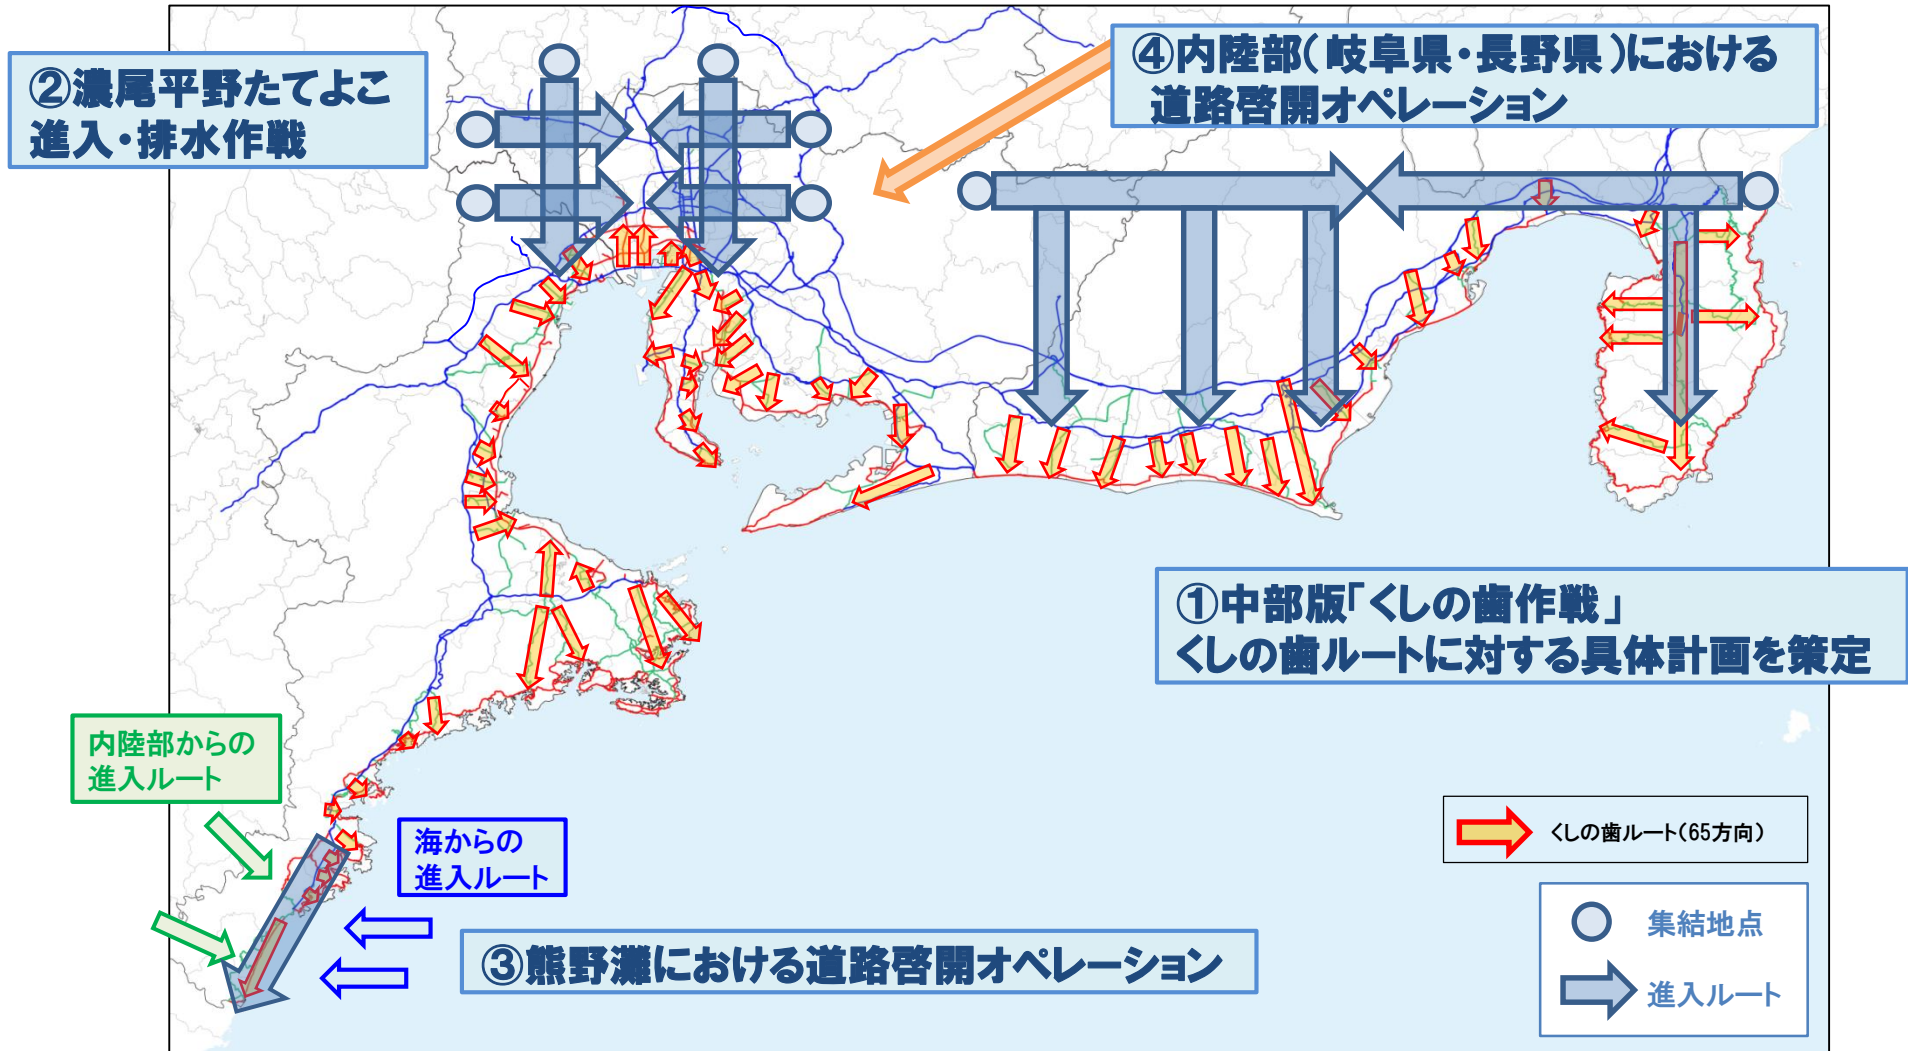 ②濃尾平野たてよこ
進入・排水作戦
④内陸部(岐阜県・長野県)における
道路啓開オペレーション
①中部版「くしの歯作戦」
くしの歯ルートに対する具体計画を策定
内陸部からの
進入ルート
海からの
進入ルート
③熊野灘における道路啓開オペレーション
くしの歯ルート(65方向)
集結地点
進入ルート